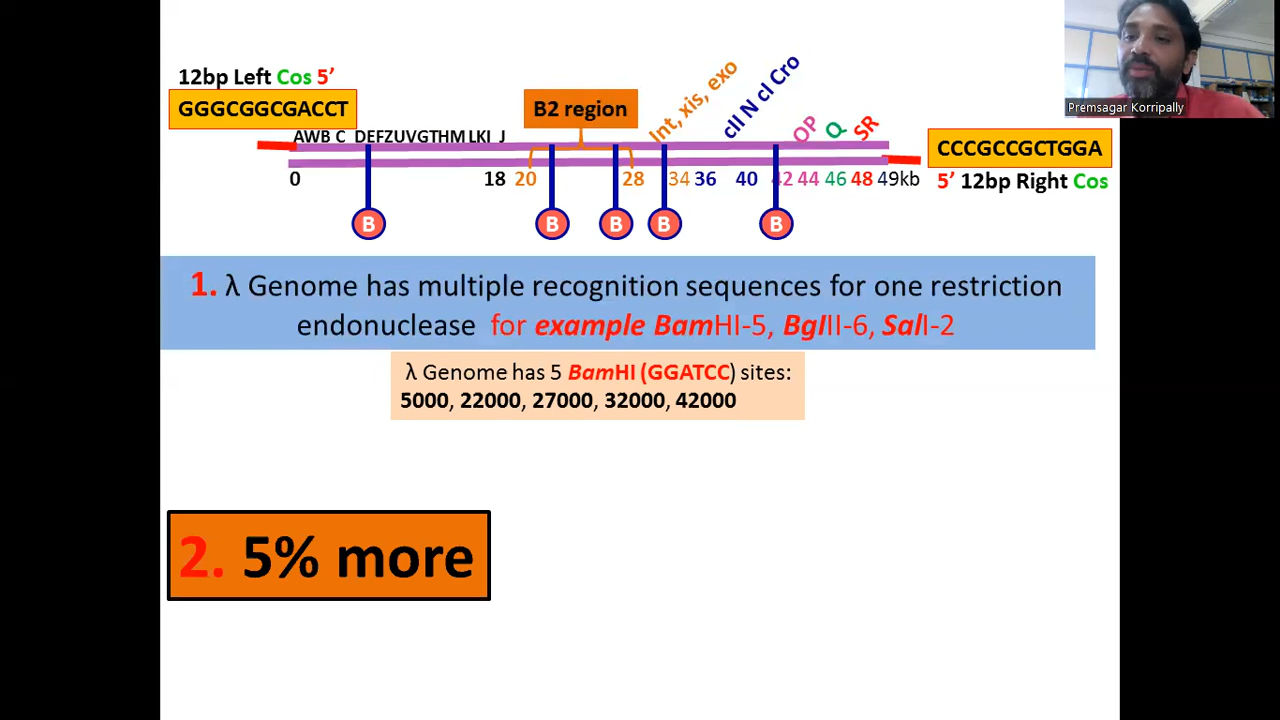 12bp Left Cos 5’
GGGCGGCGACCT
AWB C DEFZUVGTHM LKI J
B2 region
Int, xis, exo
cII N cI Cro
OP
Q
SR
CCCGCCGCTGGA
0 18 20 28 34 36 40 42 44 46 48 49kb
5’ 12bp Right Cos
B B B B B
Premsagar Korripally
1. λ Genome has multiple recognition sequences for one restriction
endonuclease for example BamHI-5, BgIII-6, SalI-2
λ Genome has 5 BamHI (GGATCC) sites:
5000, 22000, 27000, 32000, 42000
2. 5% more